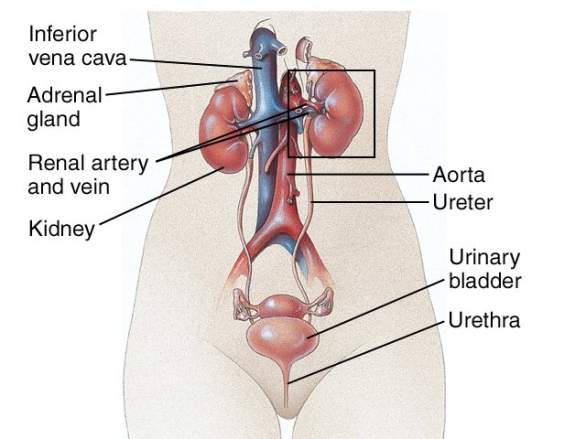 Inferior
vena cava
Adrenal
gland
Renal artery
and vein
Kidney
Aorta
Ureter
Urinary
bladder
Urethra